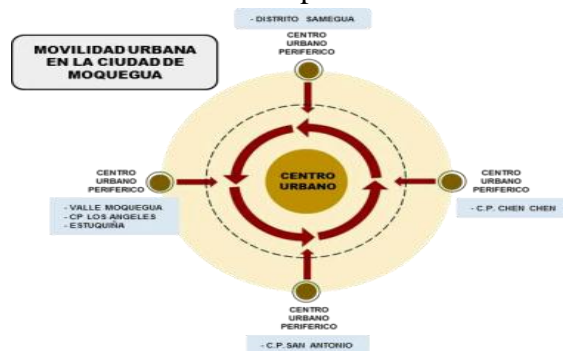 - DISTRITO SAMEGUA
MOVILIDAD URBANA
EN LA CIUDAD DE
MOQUEGUA
CENTRO
URBANO
PERIFERICO
CENTRO
URBANO
PERIFERICO
- VALLE MOQUEGUA
- CP LOS ANGELES
- ESTUQUIÑA
CENTRO
URBANO
CENTRO
URBANO
PERIFERICO
- C.P. CHEN CHEN
CENTRO
URBANO
PERIFERICO
- C.P. SAN ANTONIO